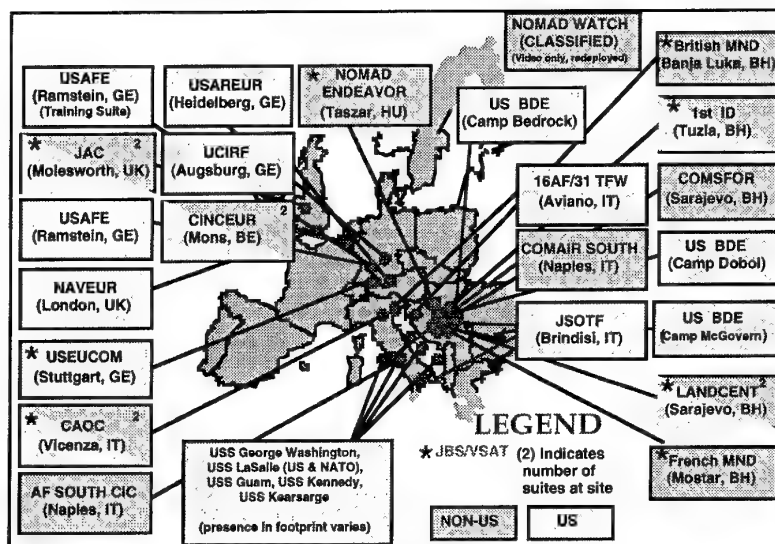 NOMAD WATCH
(CLASSIFIED)
(Video only, redeployed)
* British MND
(Banja Luka, BH)
USAFE
(Ramstein, GE)
(Training Suite)
USAREUR
(Heidelberg, GE)
* NOMAD
ENDEAVOR
(Taszar, HU)
US BDE
(Camp Bedrock)
* 1st ID
(Tuzla, BH)
* JAC 2
(Molesworth, UK)
UCIRF
(Augsburg, GE)
16AF/31 TFW
(Aviano, IT)
COMSFOR
(Sarajevo, BH)
USAFE
(Ramstein, GE)
CINCEUR 2
(Mons, BE)
COMAIR SOUTH
(Naples, IT)
US BDE
(Camp Dobol)
NAVEUR
(London, UK)
JSOTF
(Brindisi, IT)
US BDE
(Camp McGovern)
* USEUCOM
(Stuttgart, GE)
* LANDCENT 2
(Sarajevo, BH)
* CAOC 2
(Vicenza, IT)
LEGEND
* JBS/VSAT
(2) Indicates
number of
suites at site
* French MND
(Mostar, BH)
AF SOUTH CIC
(Naples, IT)
USS George Washington,
USS LaSalle (US & NATO),
USS Guam, USS Kennedy,
USS Kearsarge
(presence in footprint varies)
NON-US
US